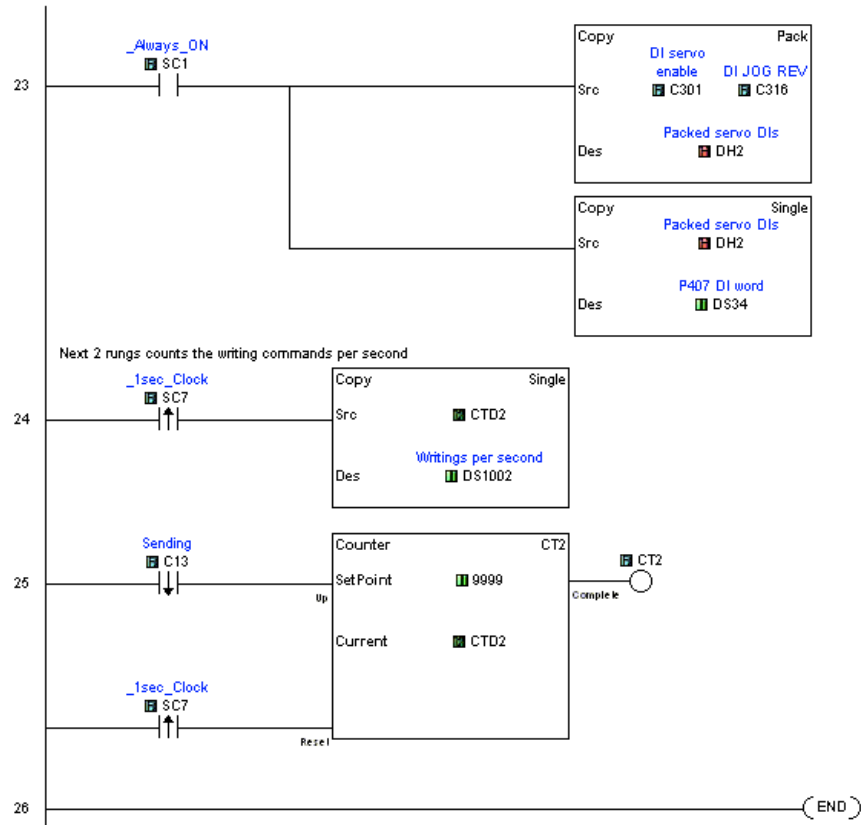 Copy Pack
_Always_ON
SC1
23
DI servo
enable DI JOG REV
Src C301 C316
Packed servo DIs
Des DH2
Copy Single
Packed servo DIs
Src DH2
P407 DI word
Des DS34
Next 2 rungs counts the writing commands per second
_1sec_Clock
SC7
24
Copy Single
Src CTD2
Writings per second
Des DS1002
Sending
C13
25
Up
Counter CT2
SetPoint 9999
Current CTD2
CT2
Complete
_1sec_Clock
SC7
Reset
26
END